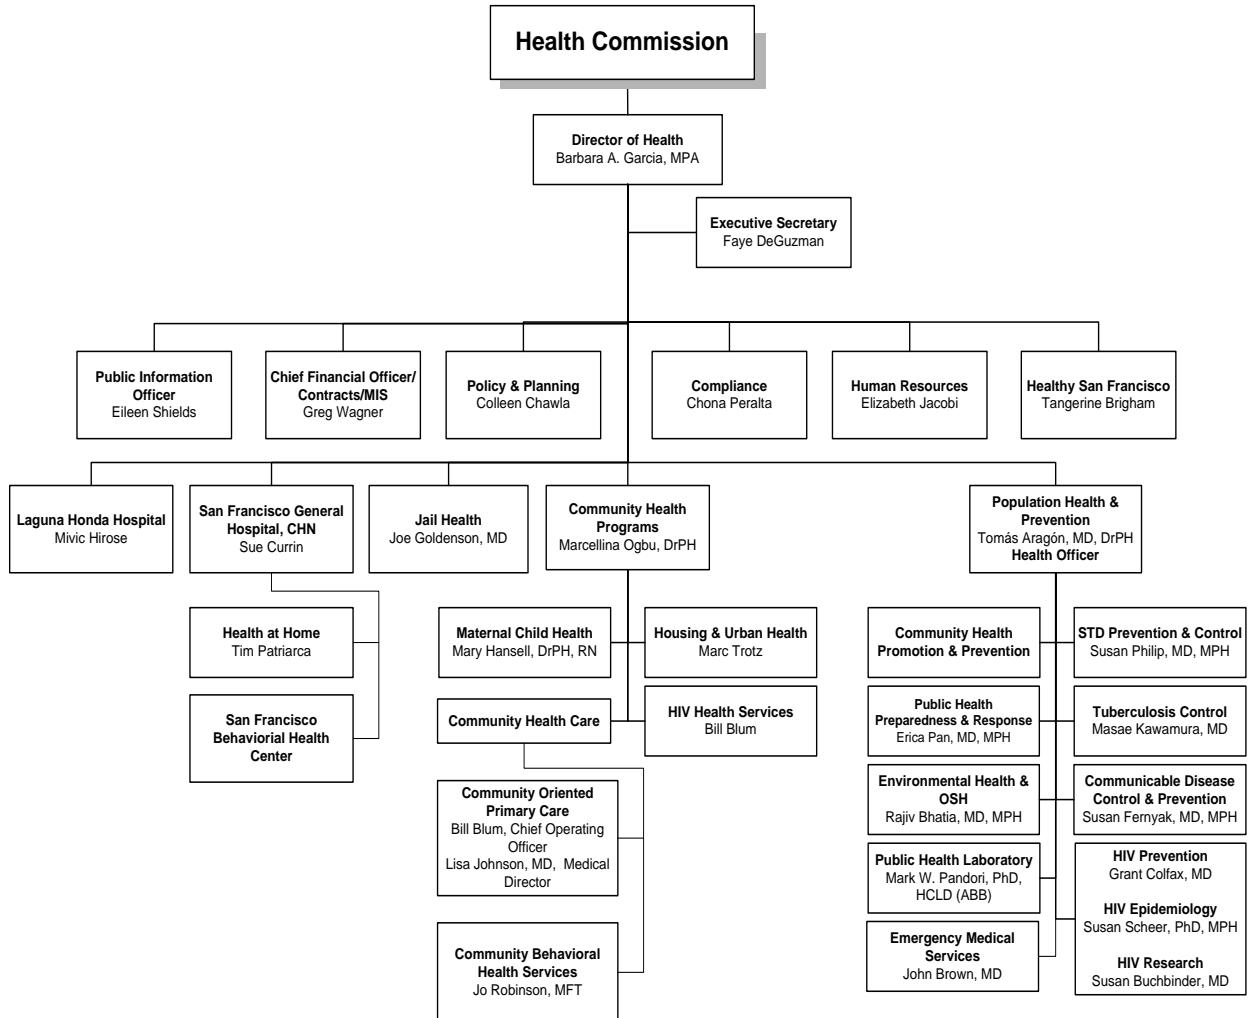 Health Commission
Director of Health
Barbara A. Garcia, MPA
Executive Secretary
Faye DeGuzman
Public Information
Officer
Eileen Shields
Chief Financial Officer/
Contracts/MIS
Greg Wagner
Policy & Planning
Colleen Chawla
Compliance
Chona Peralta
Human Resources
Elizabeth Jacobi
Healthy San Francisco
Tangerine Brigham
Laguna Honda Hospital
Mivic Hirose
San Francisco General
Hospital, CHN
Sue Currin
Jail Health
Joe Goldenson, MD
Community Health
Programs
Marcellina Ogbu, DrPH
Population Health &
Prevention
Tomás Aragón, MD, DrPH
Health Officer
Health at Home
Tim Patriarca
San Francisco
Behaviorial Health
Center
Maternal Child Health
Mary Hansell, DrPH, RN
Housing & Urban Health
Marc Trotz
Community Health Care
HIV Health Services
Bill Blum
Community Oriented
Primary Care
Bill Blum, Chief Operating
Officer
Lisa Johnson, MD,  Medical
Director
Community Behavioral
Health Services
Jo Robinson, MFT
Community Health
Promotion & Prevention
STD Prevention & Control
Susan Philip, MD, MPH
Public Health
Preparedness & Response
Erica Pan, MD, MPH
Tuberculosis Control
Masae Kawamura, MD
Environmental Health &
OSH
Rajiv Bhatia, MD, MPH
Communicable Disease
Control & Prevention
Susan Fernyak, MD, MPH
Public Health Laboratory
Mark W. Pandori, PhD,
HCLD (ABB)
HIV Prevention
Grant Colfax, MD
HIV Epidemiology
Susan Scheer, PhD, MPH
HIV Research
Susan Buchbinder, MD
Emergency Medical
Services
John Brown, MD